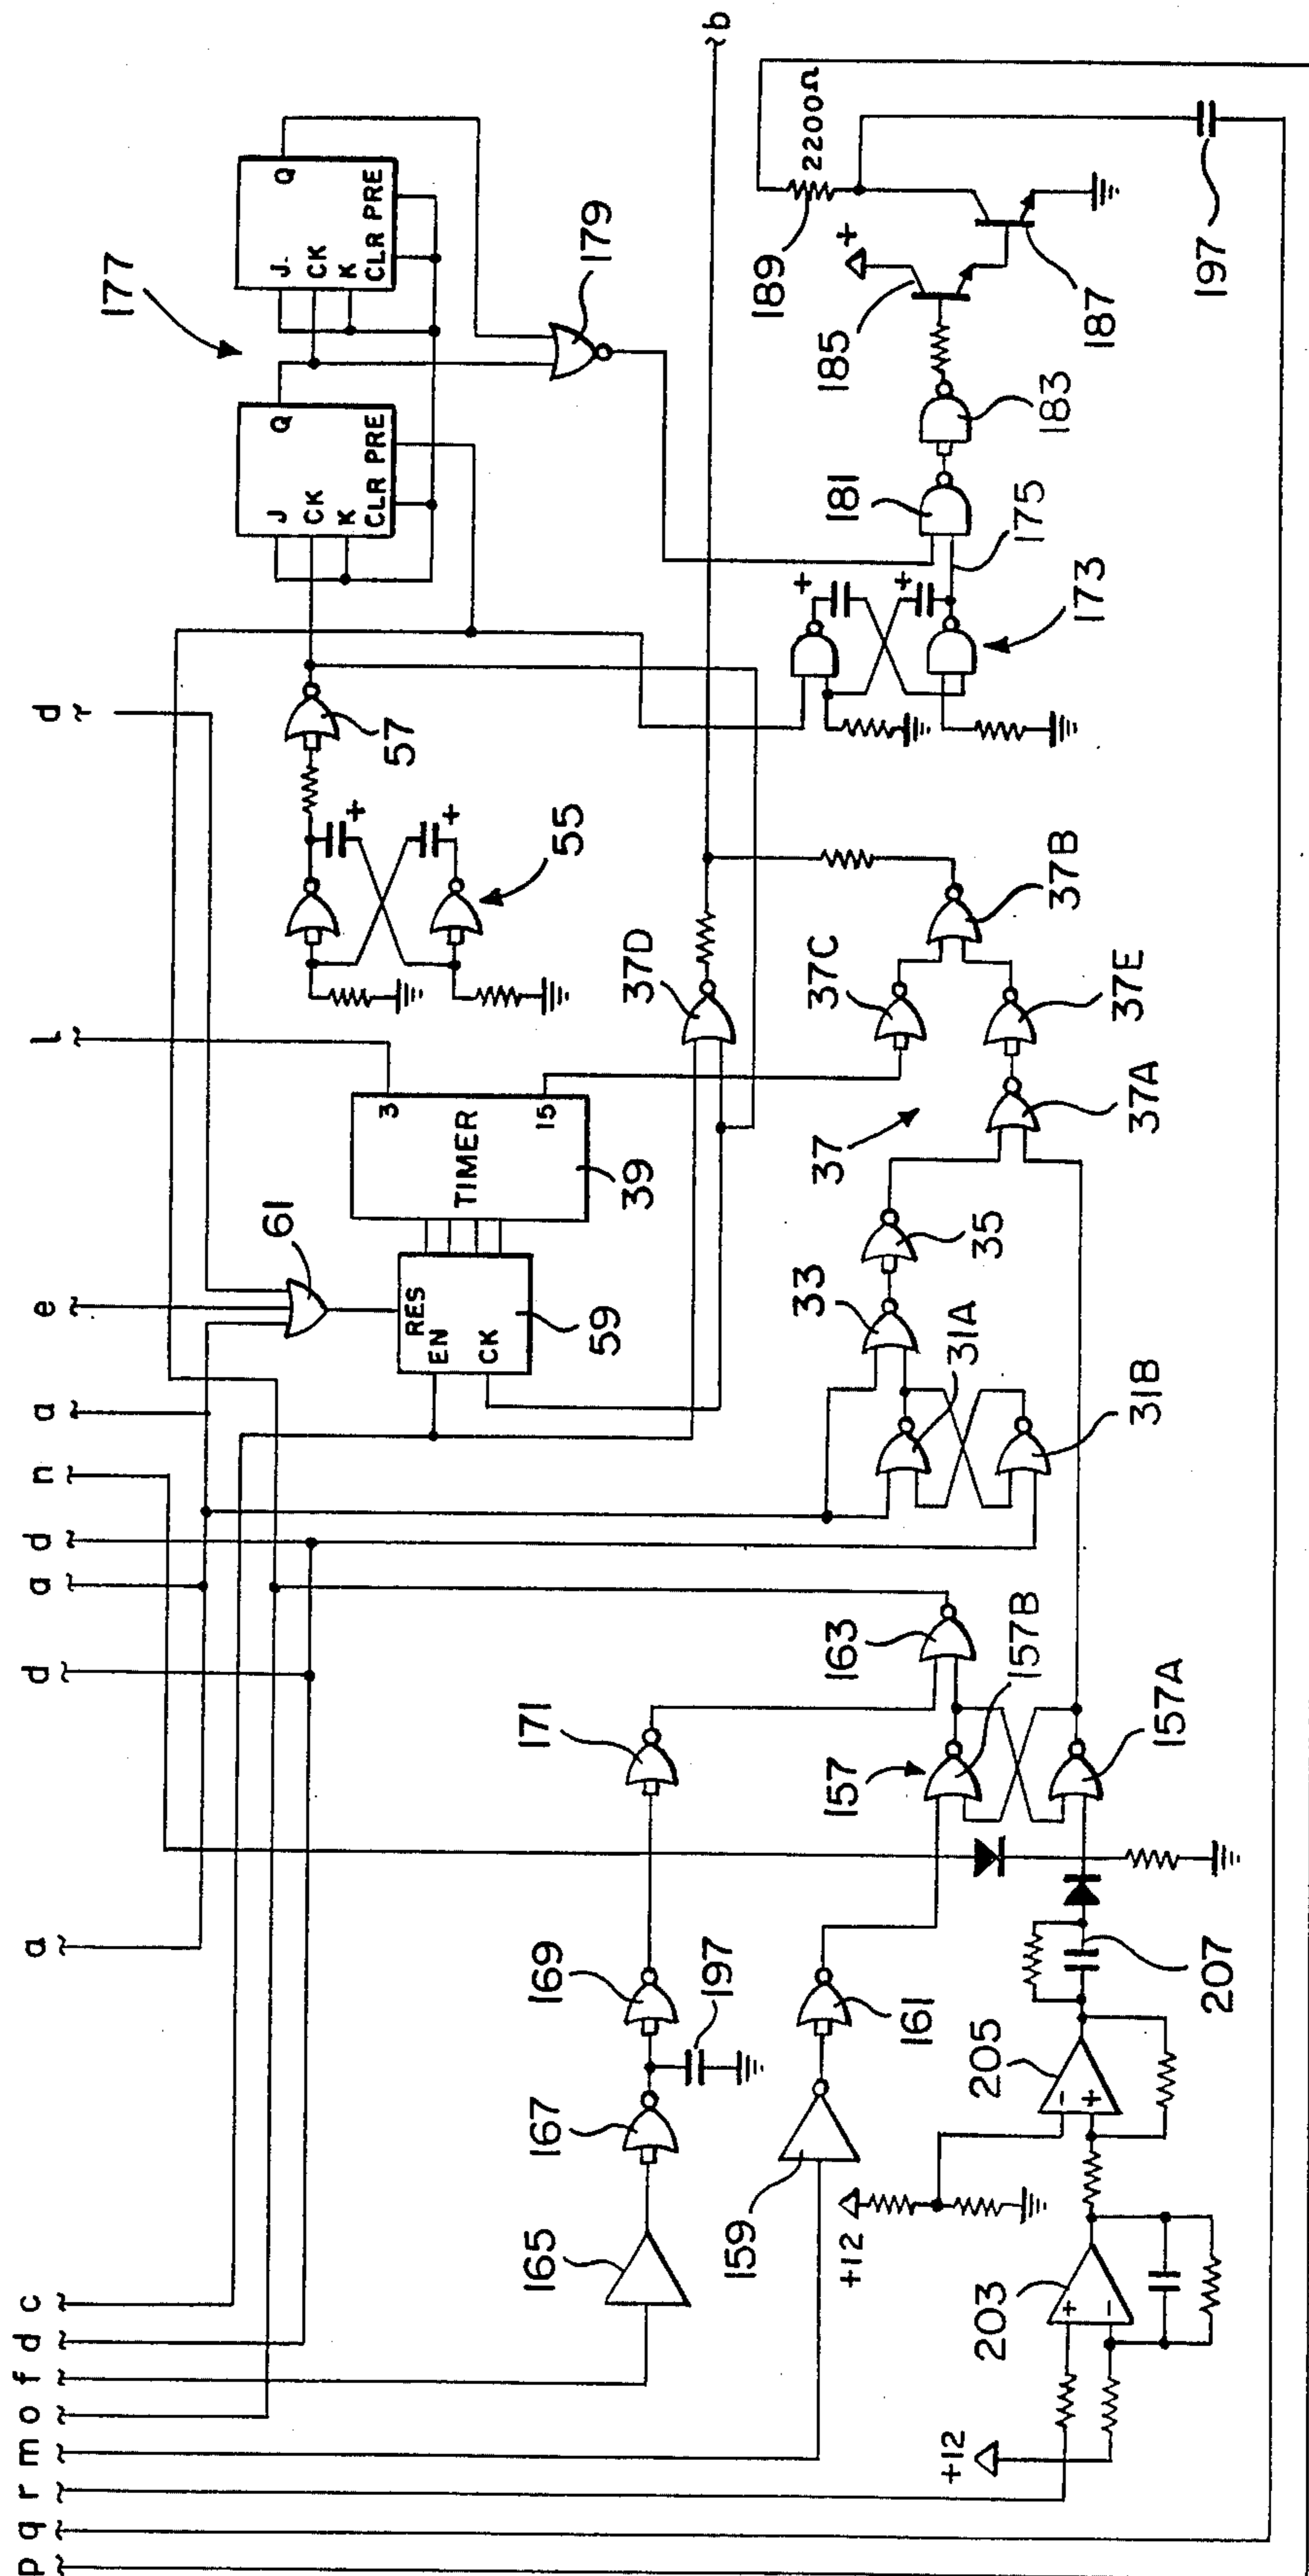 p q r m o f d c
a
d
a
d
n
a
e
l
d
b
177
J CK K Q CLR PRE
J CK K Q CLR PRE
179
57
55
61
RES
EN
CK
59
TIMER
3
15
39
37D
37C
37B
37E
37A
37
35
33
31A
31B
189
2200Ω
185
187
197
183
181
175
173
171
163
157
157B
157A
169
197
167
165
161
159
207
205
- +
+12
203
+ -
+12
+
+
+
+
+